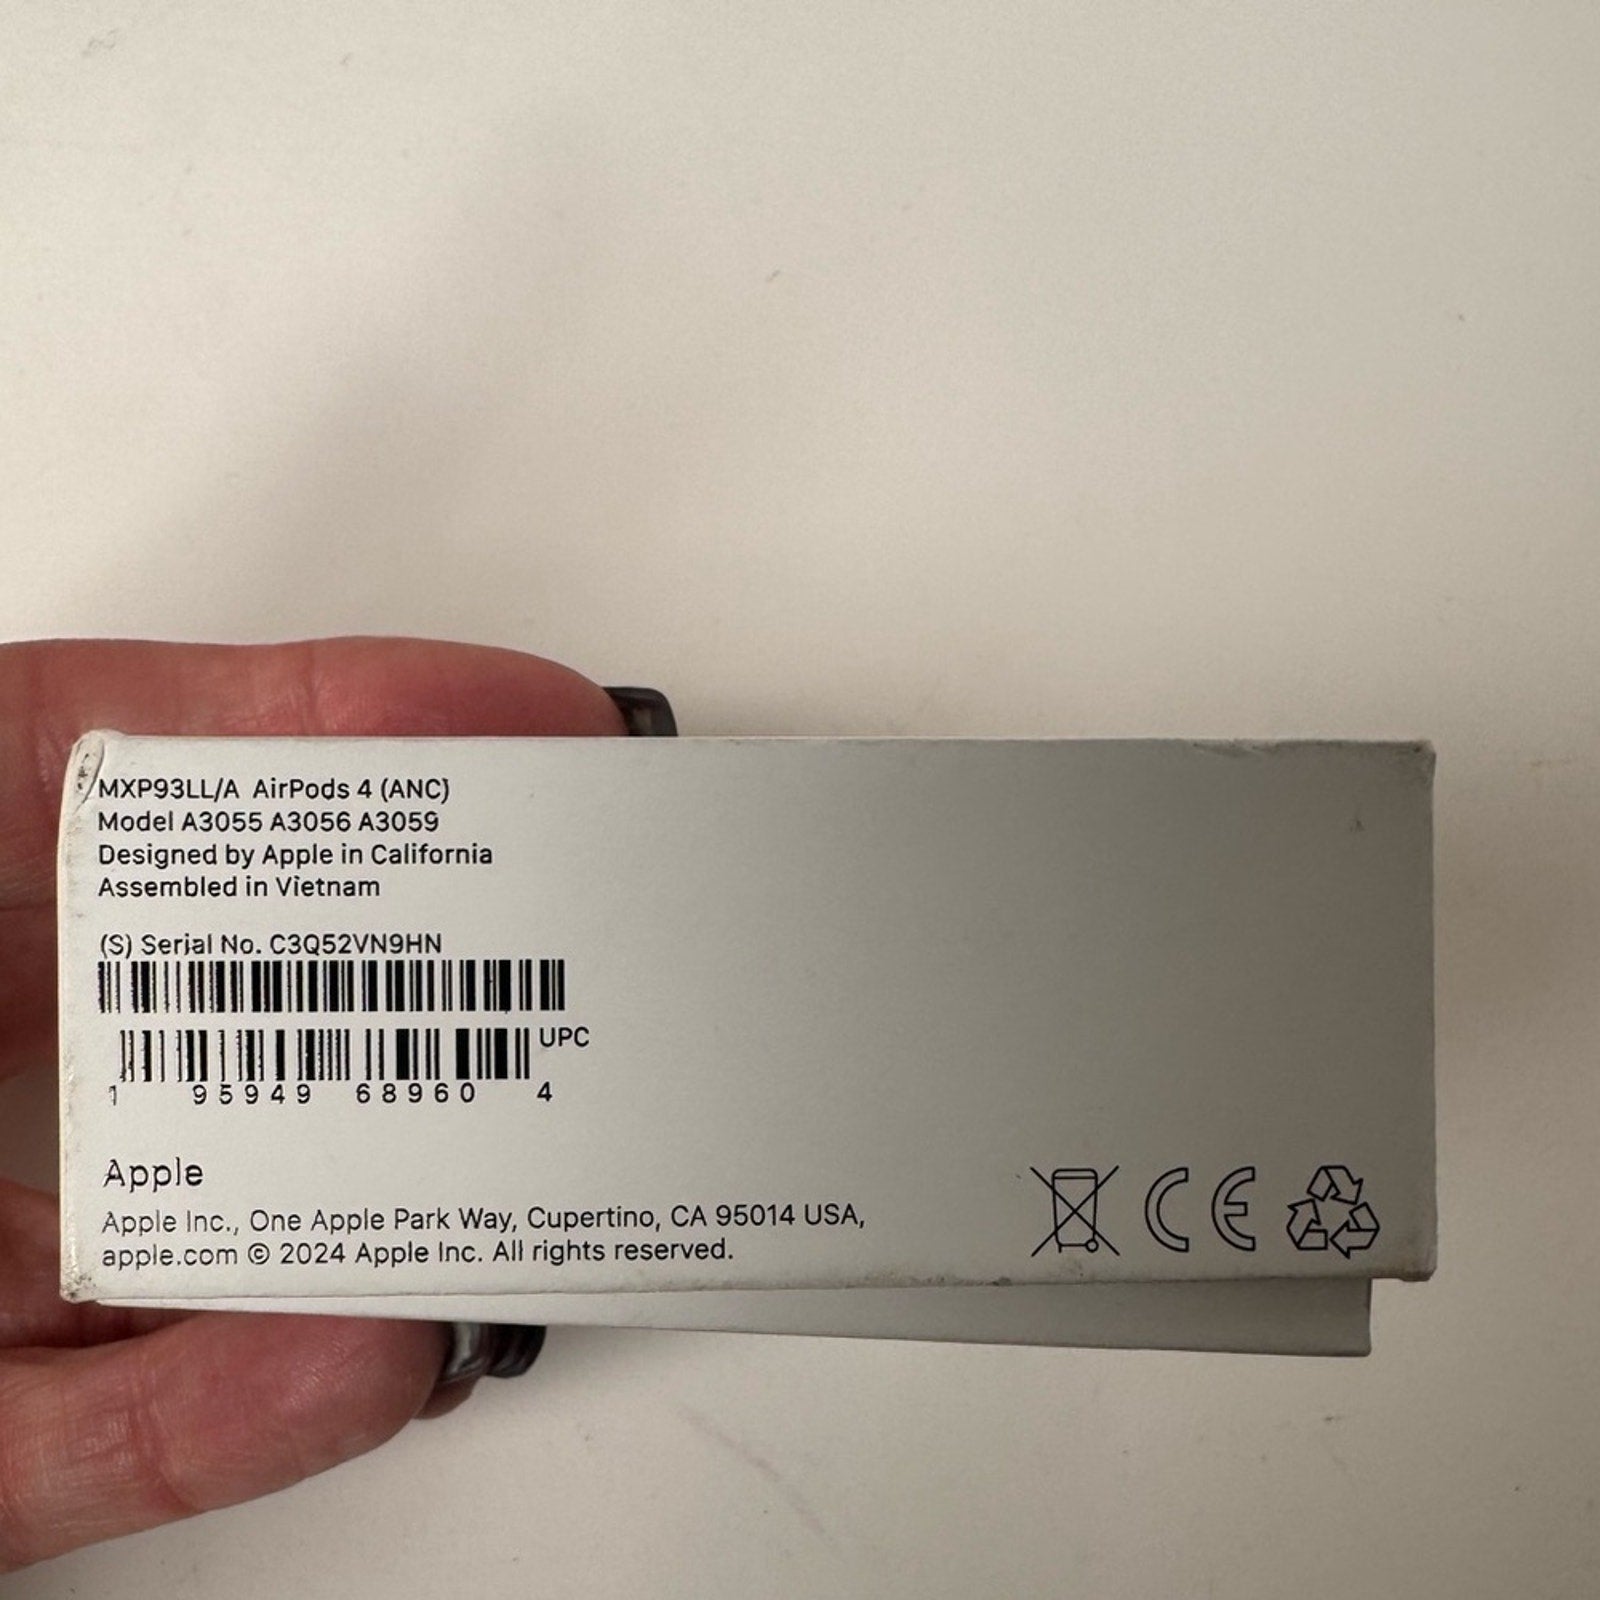 MXP93LL/A AirPods 4 (ANC)
Model A3055 A3056 A3059
Designed by Apple in California
Assembled in Vietnam
(S) Serial No. C3Q52VN9HN
UPC
1 95949 68960 4
Apple
Apple Inc., One Apple Park Way, Cupertino, CA 95014 USA,
apple.com © 2024 Apple Inc. All rights reserved.
CE